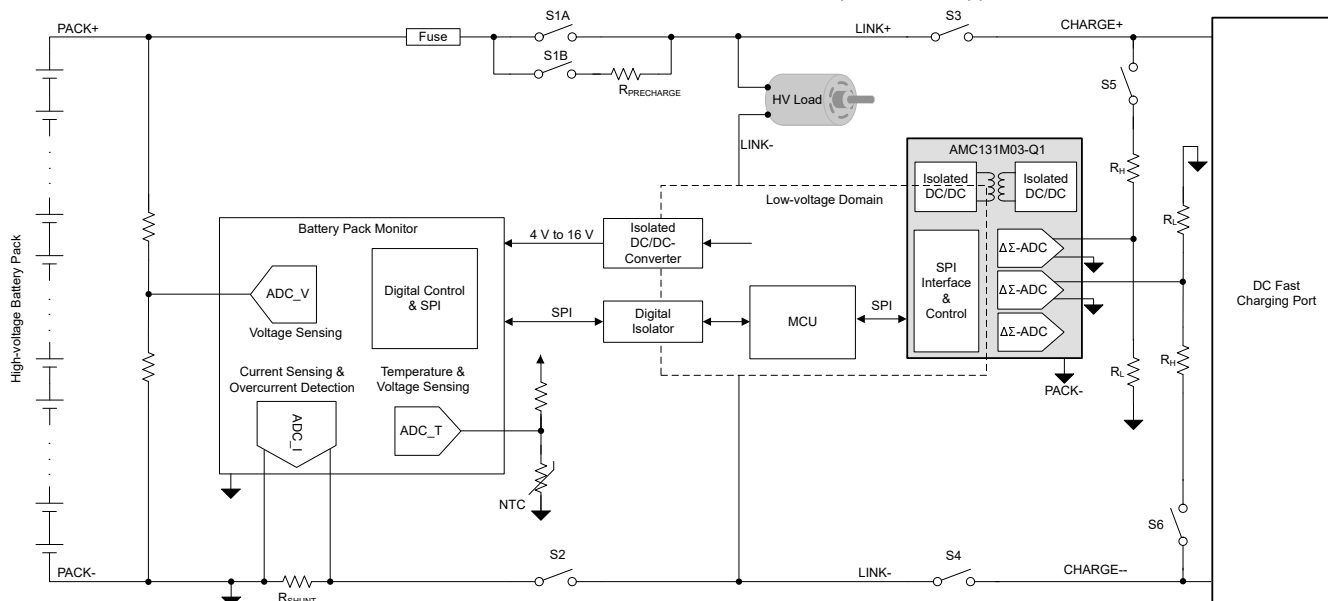 S1A
S3
PACK+
Fuse
LINK+
CHARGE+
S1B
RPRECHARGE
S5
HV Load
LINK-
AMC131M03-Q1
Isolated
DC/DC
Isolated
DC/DC
RH
Low-voltage Domain
RL
High-voltage Battery Pack
Battery Pack Monitor
4 V to 16 V
Isolated
DC/DC-
Converter
ΔΣ-ADC
ADC_V
Voltage Sensing
Digital Control
& SPI
SPI
Interface
&
Control
ΔΣ-ADC
DC Fast
Charging Port
SPI
Digital
Isolator
MCU
SPI
ΔΣ-ADC
Current Sensing &
Overcurrent Detection
Temperature &
Voltage Sensing
RL
RH
PACK-
ADC_I
ADC_T
NTC
S6
S2
S4
PACK-
LINK-
CHARGE--
RSHUNT